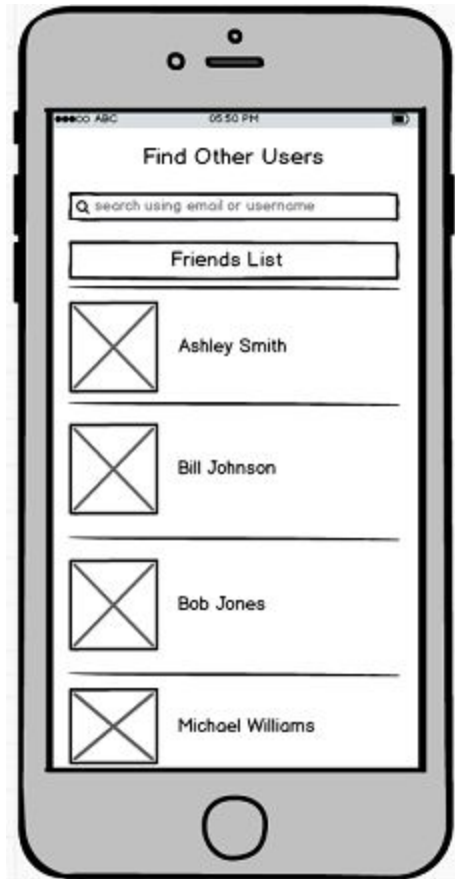 ABC 05:50 PM
Find Other Users
search using email or username
Friends List
Ashley Smith
Bill Johnson
Bob Jones
Michael Williams